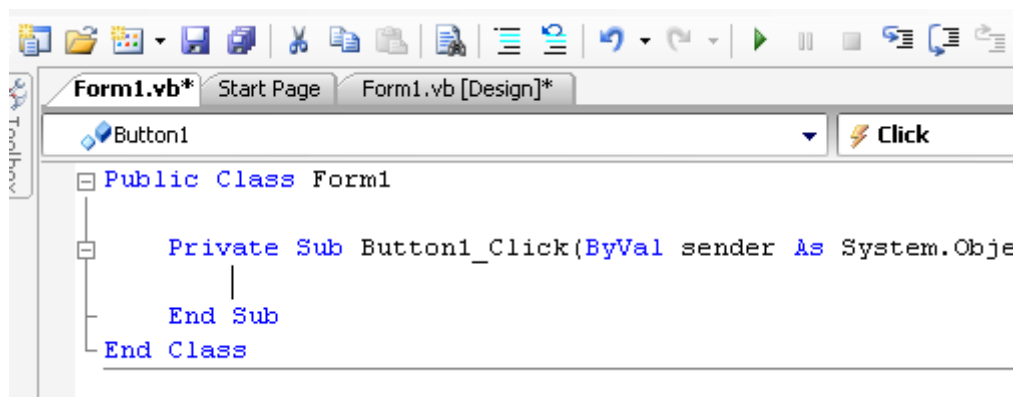 Form1.vb* Start Page Form1.vb [Design]*
Toolbox
Button1 Click
Public Class Form1
Private Sub Button1_Click(ByVal sender As System.Obje
End Sub
End Class